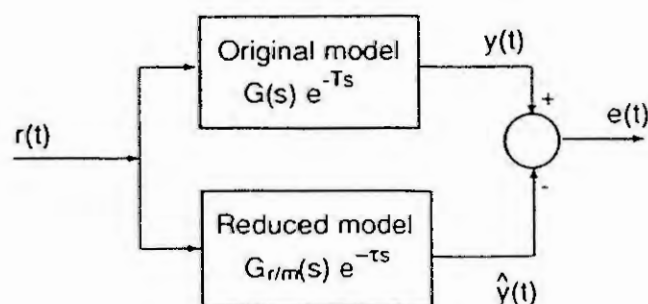 Original model
G(s) e^{-Ts}
y(t)
+
r(t)
e(t)
-
Reduced model
G_{r/m}(s) e^{-τs}
ŷ(t)